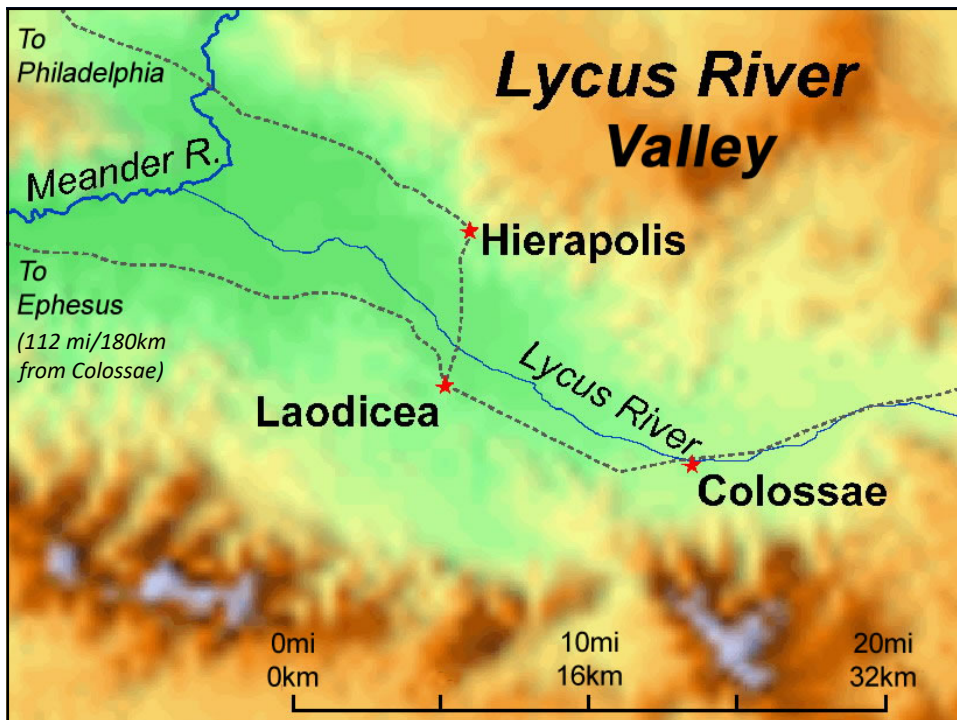 To
Philadelphia
Lycus River
Valley
Meander R.
Hierapolis
To
Ephesus
(112 mi/180km
from Colossae)
Lycus River
Laodicea
Colossae
0mi
0km
10mi
16km
20mi
32km